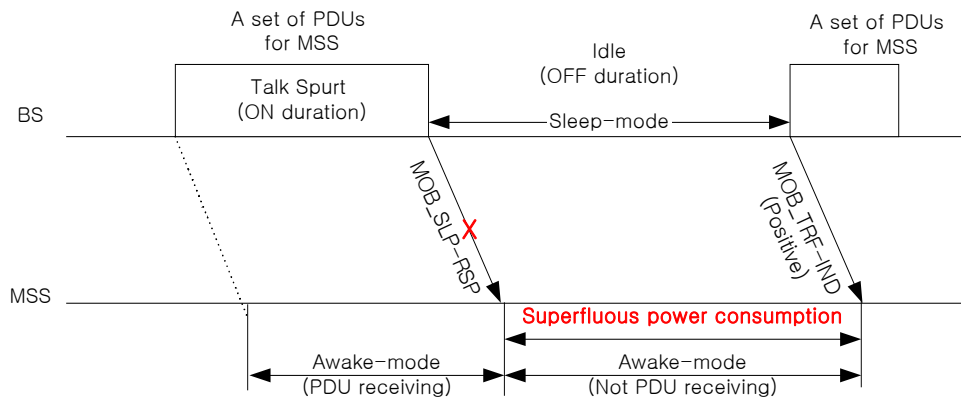 A set of PDUs
for MSS
Talk Spurt
(ON duration)
Idle
(OFF duration)
A set of PDUs
for MSS
BS
Sleep-mode
MOB_SLP-RSP
X
MOB_TRF-IND
(Positive)
MSS
Superfluous power consumption
Awake-mode
(PDU receiving)
Awake-mode
(Not PDU receiving)